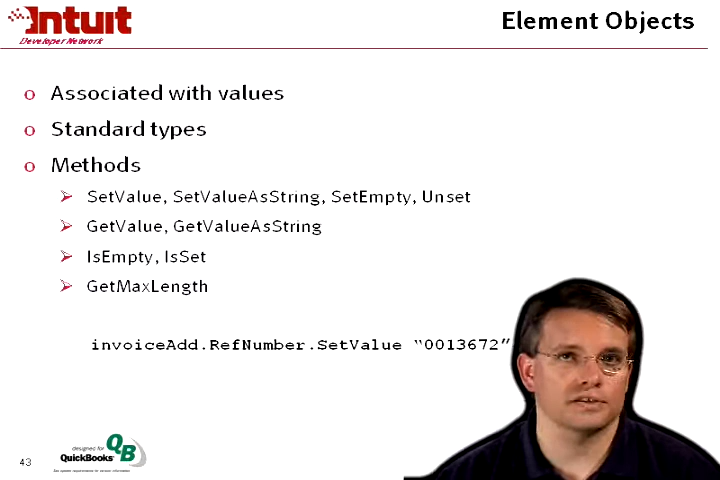 Intuit
Developer Network
Element Objects
o Associated with values
o Standard types
o Methods
➢ SetValue, SetValueAsString, SetEmpty, Unset
➢ GetValue, GetValueAsString
➢ IsEmpty, IsSet
➢ GetMaxLength
invoiceAdd.RefNumber.SetValue “0013672”
43
designed for
QuickBooks
QB